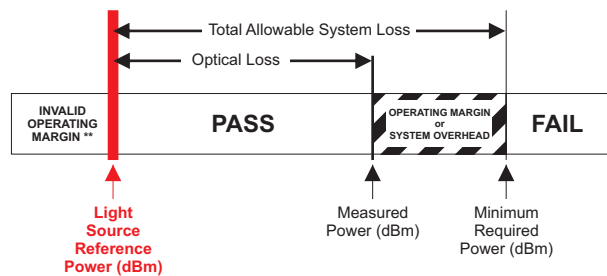 Total Allowable System Loss
Optical Loss
INVALID
OPERATING
MARGIN **
PASS
OPERATING MARGIN
or
SYSTEM OVERHEAD
FAIL
Light
Source
Reference
Power (dBm)
Measured
Power (dBm)
Minimum
Required
Power (dBm)